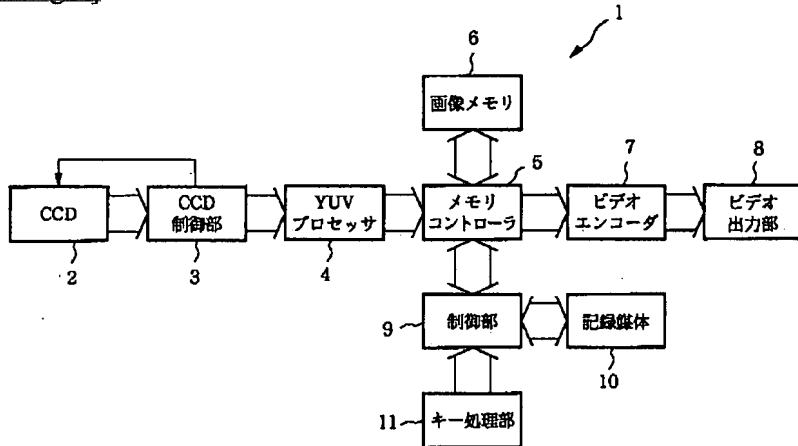 1
6
画像メモリ
5
7
8
CCD
CCD
制御部
YUV
プロセッサ
メモリ
コントローラ
ビデオ
エンコーダ
ビデオ
出力部
2
3
4
9
制御部
記録媒体
10
11
キー処理部